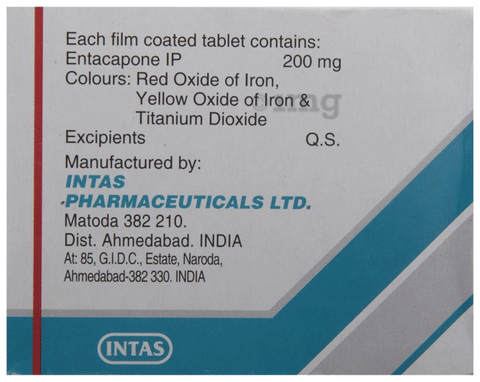 Each film coated tablet contains:
Entacapone IP 200 mg
Colours: Red Oxide of Iron,
Yellow Oxide of Iron &
Titanium Dioxide
Excipients Q.S.
Manufactured by:
INTAS
PHARMACEUTICALS LTD.
Matoda 382 210.
Dist. Ahmedabad. INDIA
At: 85, G.I.D.C., Estate, Naroda,
Ahmedabad-382 330. INDIA
INTAS